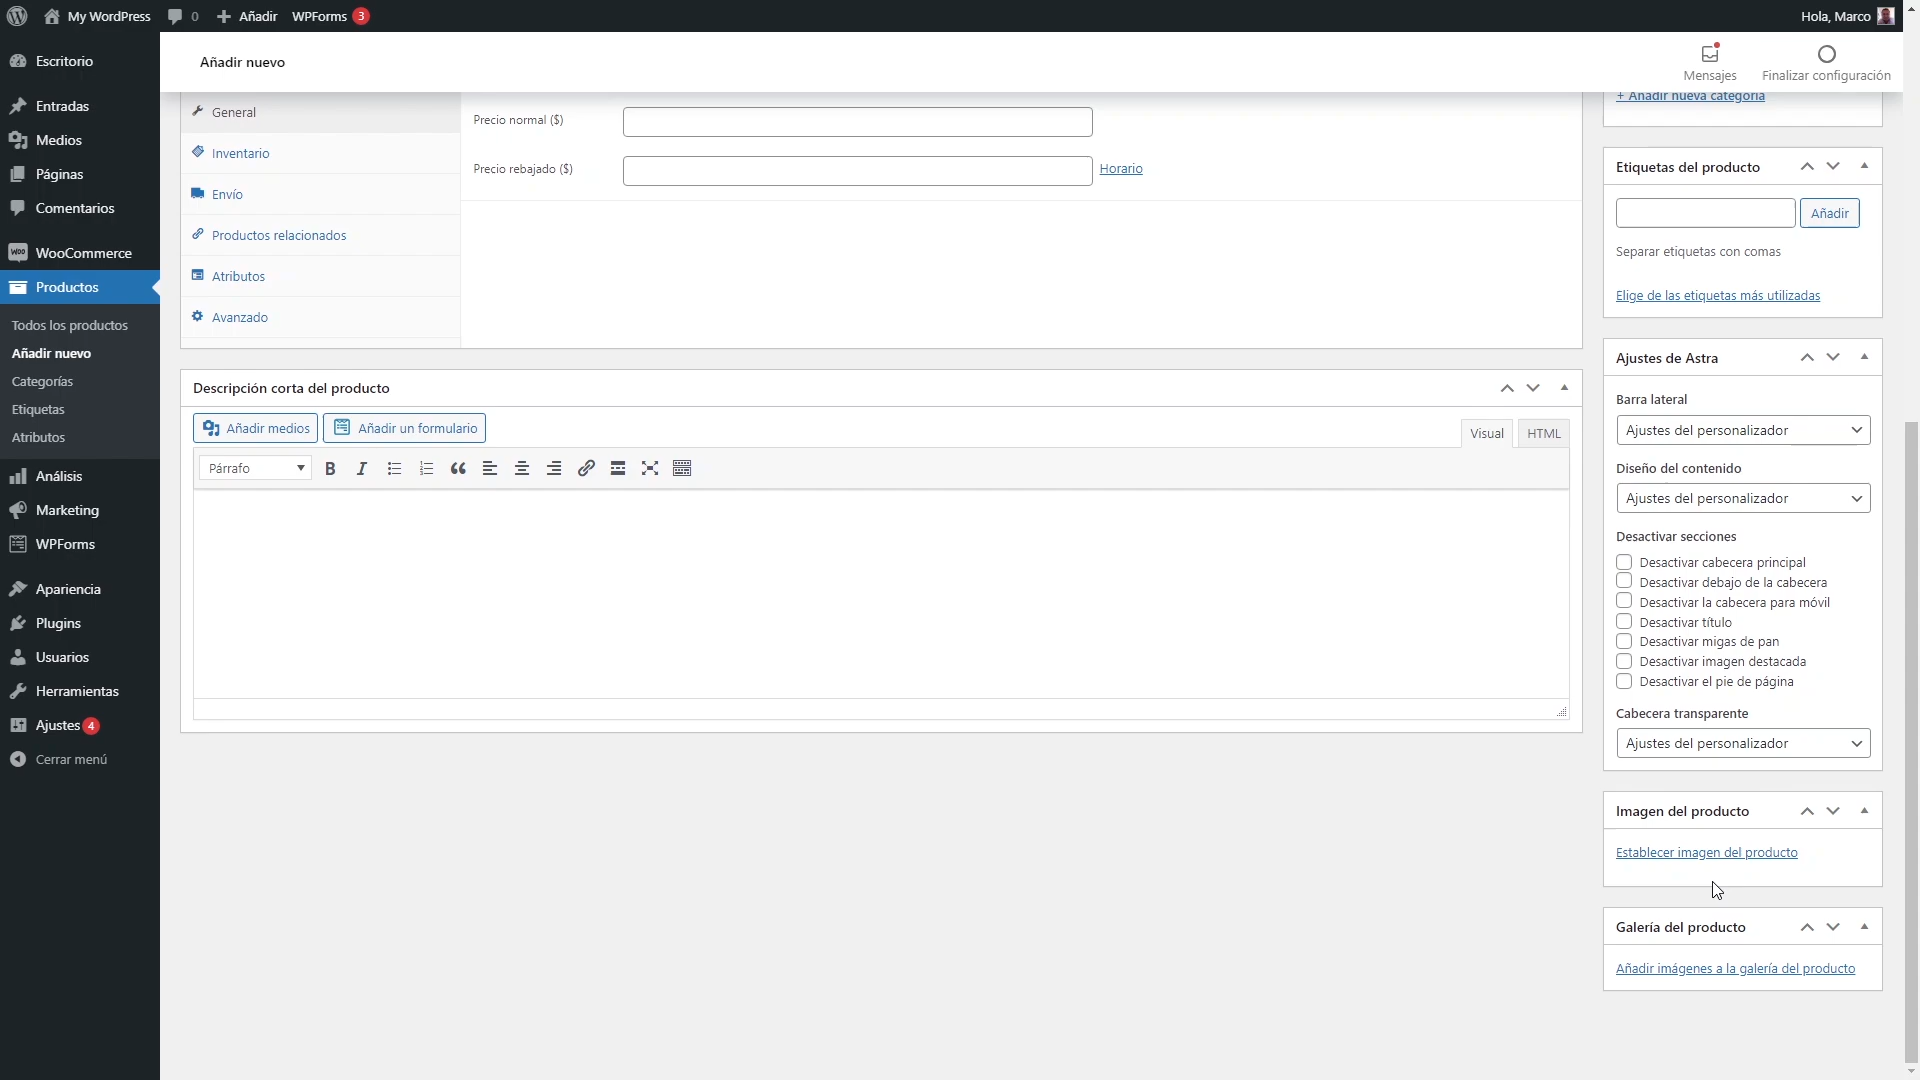 My WordPress
0
Añadir
WPForms 3
Hola, Marco
Escritorio
Entradas
Medios
Páginas
Comentarios
WooCommerce
Productos
Todos los productos
Añadir nuevo
Categorías
Etiquetas
Atributos
Análisis
Marketing
WPForms
Apariencia
Plugins
Usuarios
Herramientas
Ajustes 4
Cerrar menú
Añadir nuevo
Mensajes
Finalizar configuración
General
Inventario
Envío
Productos relacionados
Atributos
Avanzado
Precio normal ($)
Precio rebajado ($)
Horario
Descripción corta del producto
Añadir medios
Añadir un formulario
Visual
HTML
Párrafo
+ Añadir nueva categoría
Etiquetas del producto
Añadir
Separar etiquetas con comas
Elige de las etiquetas más utilizadas
Ajustes de Astra
Barra lateral
Ajustes del personalizador
Diseño del contenido
Ajustes del personalizador
Desactivar secciones
Desactivar cabecera principal
Desactivar debajo de la cabecera
Desactivar la cabecera para móvil
Desactivar título
Desactivar migas de pan
Desactivar imagen destacada
Desactivar el pie de página
Cabecera transparente
Ajustes del personalizador
Imagen del producto
Establecer imagen del producto
Galería del producto
Añadir imágenes a la galería del producto